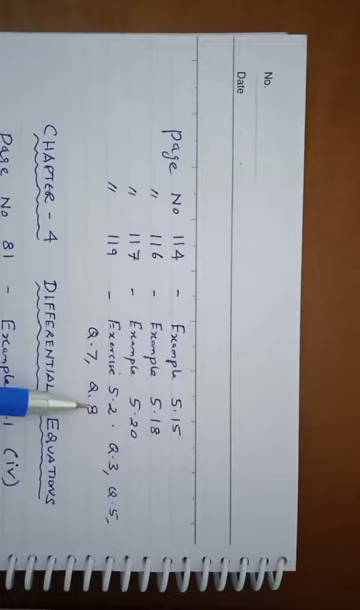 No.
Date
Page No 114 - Example 5.15
" 116 - Example 5.18
" 117 - Example 5.20
" 119 - Exercise 5.2. Q.3, Q.5,
Q.7, Q.8
CHAPTER - 4 DIFFERENTIAL EQUATIONS
Page No 81 - Example .1 (iv)